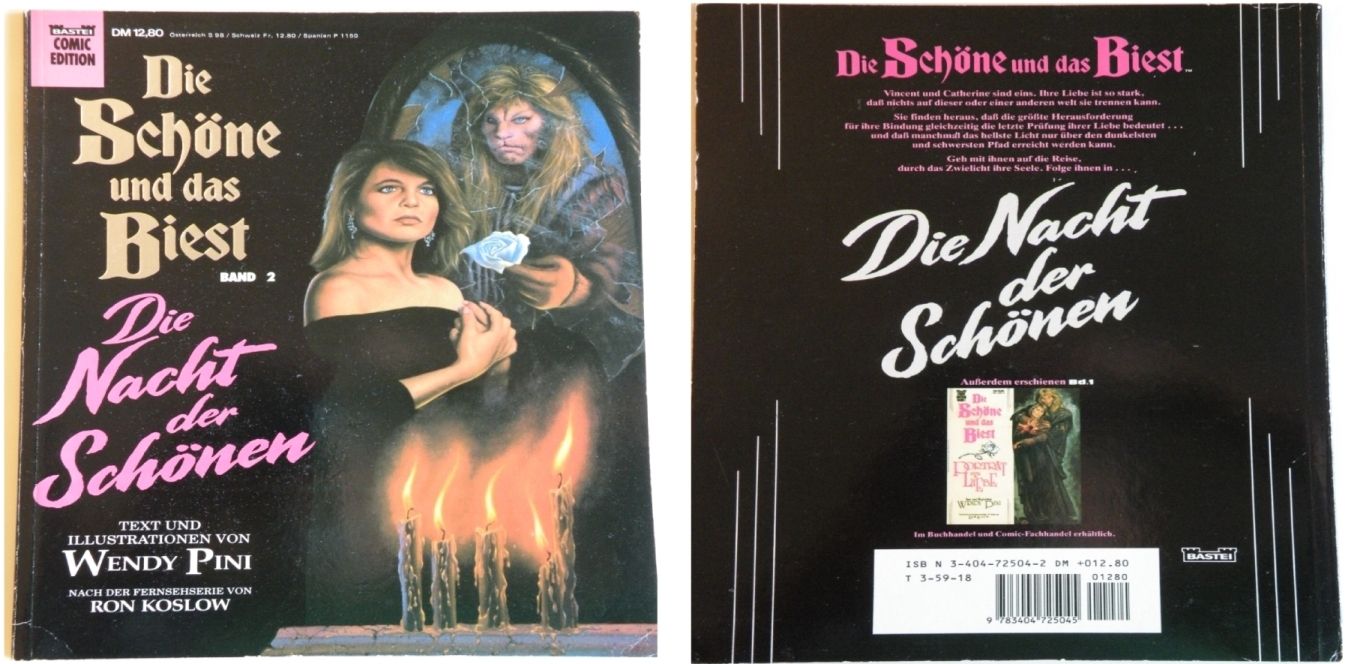 BASTEI
COMIC
EDITION
DM 12,80 Österreich S 98 / Schweiz Fr. 12.80 / Spanien P 1150
Die
Schöne
und das
Biest
BAND 2
Die
Nacht
der
Schönen
TEXT UND
ILLUSTRATIONEN VON
WENDY PINI
NACH DER FERNSEHSERIE VON
RON KOSLOW
Die Schöne und das Biest™
Vincent und Catherine sind eins. Ihre Liebe ist so stark,
daß nichts auf dieser oder einer anderen welt sie trennen kann.
Sie finden heraus, daß die größte Herausforderung
für ihre Bindung gleichzeitig die letzte Prüfung ihrer Liebe bedeutet . . .
und daß manchmuß das hellste Licht nur über den dunkelsten
und schwersten Pfad erreicht werden kann.
Geh mit ihnen auf die Reise,
durch das Zwielicht ihre Seele. Folge ihnen in . . .
Die Nacht
der
Schönen
Außerdem erschienen Bd.1
Die
Schöne
und das
Biest
PORTRAIT
LIEBE
WENDY PINI
Im Buchhandel und Comic-Fachhandel erhältlich.
ISB N 3-404-72504-2 DM +012.80
T 3-59-18 01280
9 783404 725045
BASTEI